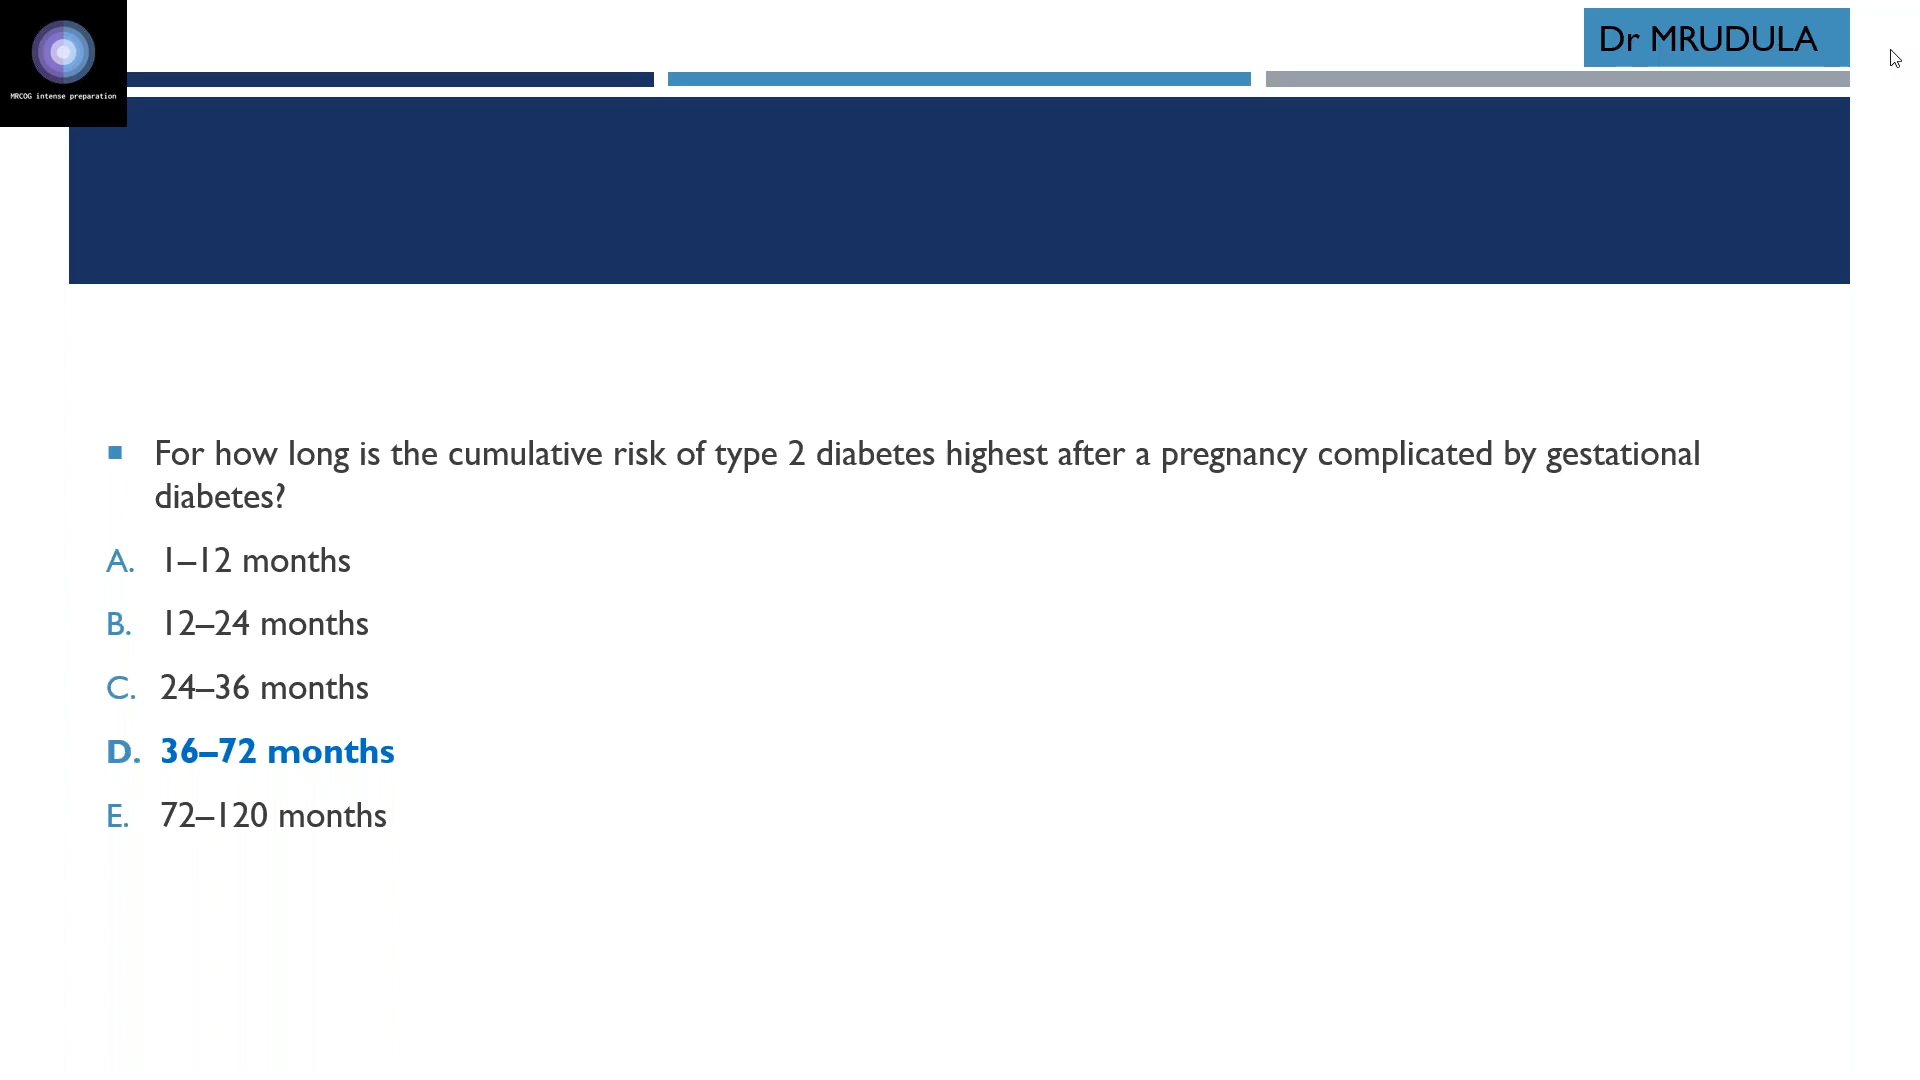 Dr MRUDULA
MRCOG intense preparation
For how long is the cumulative risk of type 2 diabetes highest after a pregnancy complicated by gestational
diabetes?
A. 1–12 months
B. 12–24 months
C. 24–36 months
D. 36–72 months
E. 72–120 months